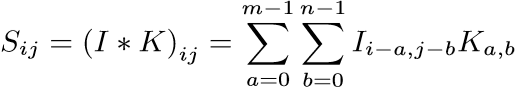 S_{ij} = (I * K)_{ij} = \sum_{a=0}^{m-1} \sum_{b=0}^{n-1} I_{i-a,j-b} K_{a,b}